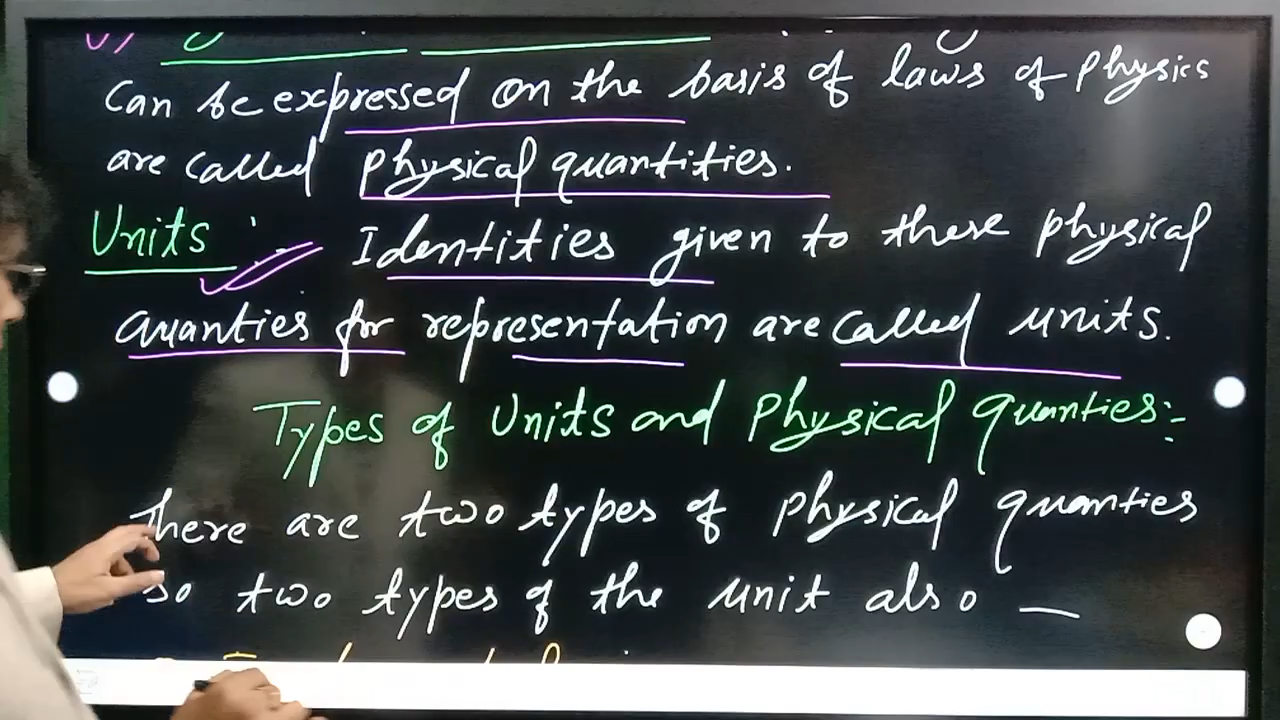 can be expressed on the basis of laws of physics
are called physical quantities.
Units :- Identities given to these physical
quanties for representation are called units.
Types of Units and Physical quanties:-
There are two types of physical quanties
so two types of the unit also —